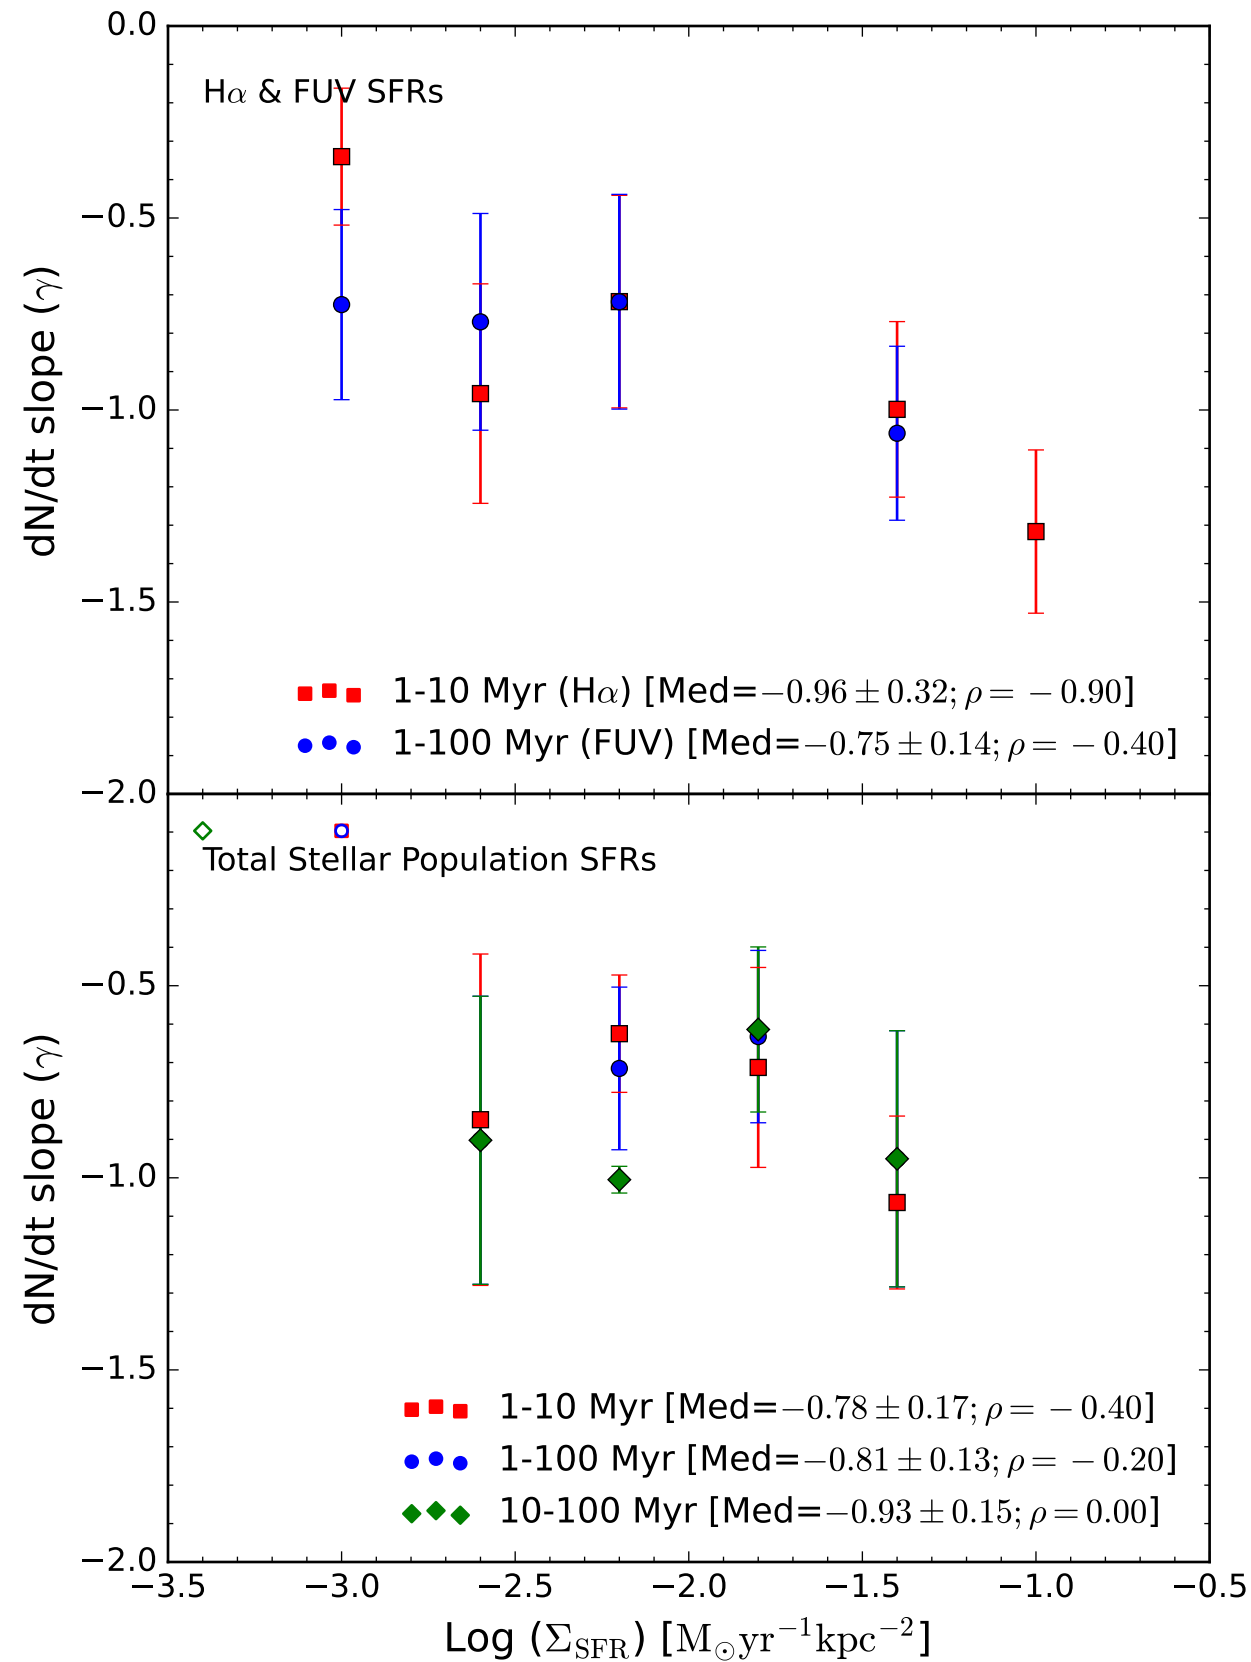 0.0
Hα & FUV SFRs
−0.5
−1.0
−1.5
−2.0
dN/dt slope (γ)
1-10 Myr (Hα) [Med=−0.96 ± 0.32; ρ = −0.90]
1-100 Myr (FUV) [Med=−0.75 ± 0.14; ρ = −0.40]
Total Stellar Population SFRs
−0.5
−1.0
−1.5
−2.0
dN/dt slope (γ)
1-10 Myr [Med=−0.78 ± 0.17; ρ = −0.40]
1-100 Myr [Med=−0.81 ± 0.13; ρ = −0.20]
10-100 Myr [Med=−0.93 ± 0.15; ρ = 0.00]
−3.5 −3.0 −2.5 −2.0 −1.5 −1.0 −0.5
Log (Σ_SFR) [M_⊙yr⁻¹kpc⁻²]